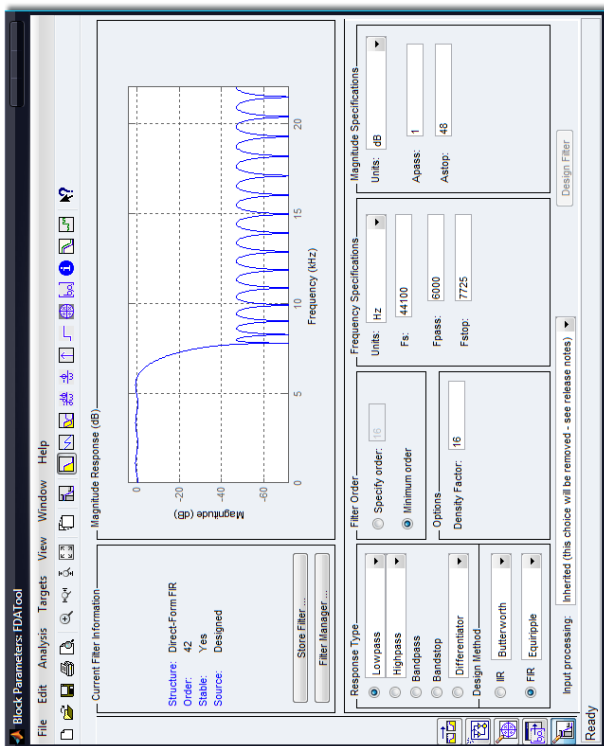 Block Parameters: FDATool
File Edit Analysis Targets View Window Help
Current Filter Information
Structure: Direct-Form FIR
Order: 42
Stable: Yes
Source: Designed
Store Filter ...
Filter Manager ...
Magnitude Response (dB)
0
-20
-40
-60
Magnitude (dB)
0 5 10 15 20
Frequency (kHz)
Response Type
Lowpass
Highpass
Bandpass
Bandstop
Differentiator
Design Method
IIR Butterworth
FIR Equiripple
Filter Order
Specify order: 16
Minimum order
Options
Density Factor: 16
Frequency Specifications
Units: Hz
Fs: 44100
Fpass: 6000
Fstop: 7725
Magnitude Specifications
Units: dB
Apass: 1
Astop: 48
Input processing: Inherited (this choice will be removed - see release notes)
Design Filter
Ready